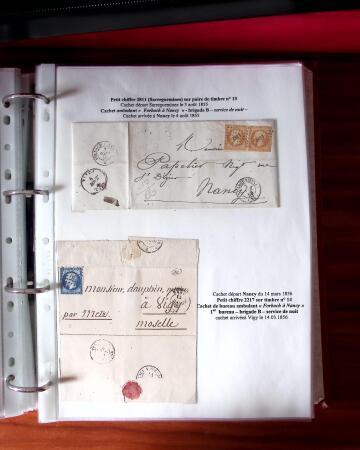 Petit chiffre 2811 (Sarreguemines) sur paire de timbre n° 13
Cachet départ Sarreguemines le 3 août 1855
Cachet ambulant « Forbach à Nancy » - brigade B – service de nuit –
Cachet arrivée à Nancy le 4 août 1855
Papelier
Nancy
Cachet départ Nancy du 14 mars 1856
Petit chiffre 2217 sur timbre n° 14
Cachet de bureau ambulant « Forbach à Nancy »
1er bureau – brigade B – service de nuit
cachet arrivéeà Vigy le 14.03.1856
Monsieur, dauphin,
à Vigy
par Metz
moselle